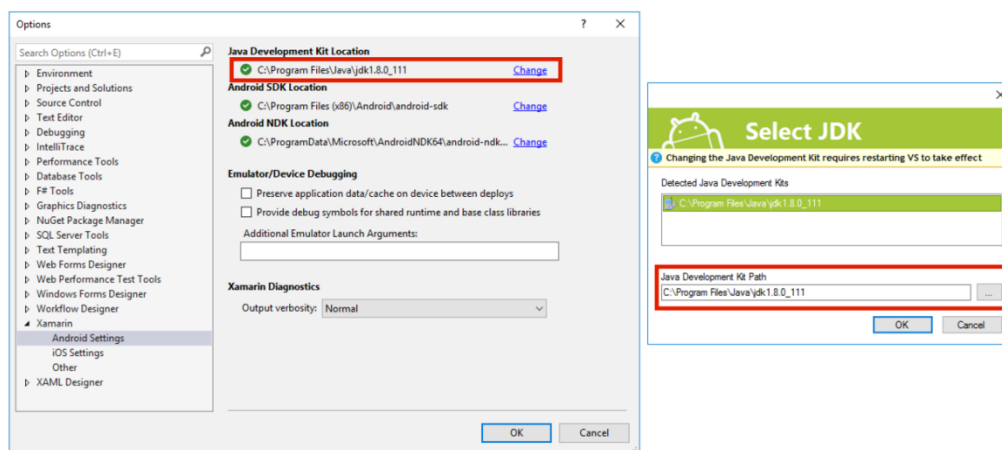 Options
?
Search Options (Ctrl+E)
Environment
Projects and Solutions
Source Control
Text Editor
Debugging
IntelliTrace
Performance Tools
Database Tools
F# Tools
Graphics Diagnostics
NuGet Package Manager
SQL Server Tools
Text Templating
Web Forms Designer
Web Performance Test Tools
Windows Forms Designer
Workflow Designer
Xamarin
Android Settings
iOS Settings
Other
XAML Designer
Java Development Kit Location
C:\Program Files\Java\jdk1.8.0_111 Change
Android SDK Location
C:\Program Files (x86)\Android\android-sdk Change
Android NDK Location
C:\ProgramData\Microsoft\AndroidNDK64\android-ndk... Change
Emulator/Device Debugging
Preserve application data/cache on device between deploys
Provide debug symbols for shared runtime and base class libraries
Additional Emulator Launch Arguments:
Xamarin Diagnostics
Output verbosity: Normal
OK Cancel
Select JDK
Changing the Java Development Kit requires restarting VS to take effect
Detected Java Development Kits
C:\Program Files\Java\jdk1.8.0_111
Java Development Kit Path
C:\Program Files\Java\jdk1.8.0_111 ...
OK Cancel